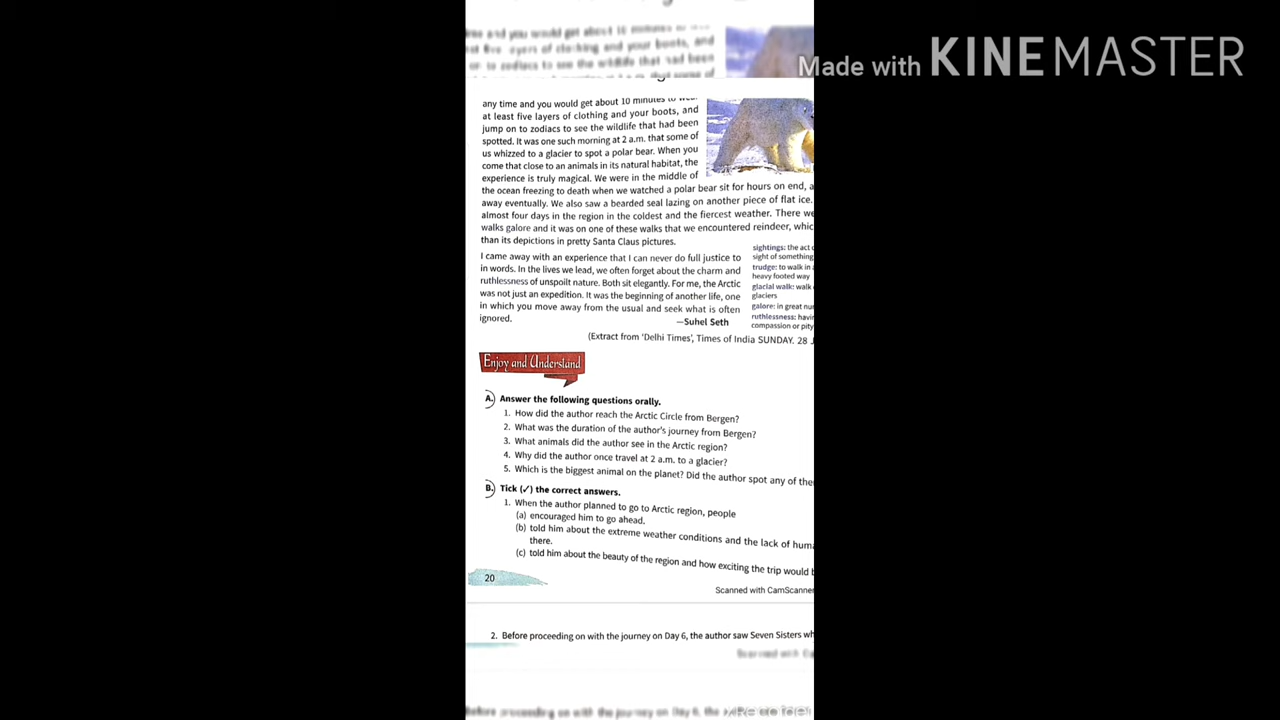 Made with KINEMASTER
any time and you would get about 10 minutes to
at least five layers of clothing and your boots, and
jump on to zodiacs to see the wildlife that had been
spotted. It was one such morning at 2 a.m. that some of
us whizzed to a glacier to spot a polar bear. When you
come that close to an animals in its natural habitat, the
experience is truly magical. We were in the middle of
the ocean freezing to death when we watched a polar bear sit for hours on end, a
away eventually. We also saw a bearded seal lazing on another piece of flat ice.
almost four days in the region in the coldest and the fiercest weather. There we
walks galore and it was on one of these walks that we encountered reindeer, whic
than its depictions in pretty Santa Claus pictures.
I came away with an experience that I can never do full justice to
in words. In the lives we lead, we often forget about the charm and
ruthlessness of unspoilt nature. Both sit elegantly. For me, the Arctic
was not just an expedition. It was the beginning of another life, one
in which you move away from the usual and seek what is often
ignored.
—Suhel Seth
sightings: the act
sight of something
trudge: to walk in
heavy footed way
glacial walk: walk
glaciers
galore: in great nu
ruthlessness: havi
compassion or pity
(Extract from 'Delhi Times', Times of India SUNDAY. 28 J
Enjoy and Understand
A. Answer the following questions orally.
1. How did the author reach the Arctic Circle from Bergen?
2. What was the duration of the author's journey from Bergen?
3. What animals did the author see in the Arctic region?
4. Why did the author once travel at 2 a.m. to a glacier?
5. Which is the biggest animal on the planet? Did the author spot any of the
B. Tick (✓) the correct answers.
1. When the author planned to go to Arctic region, people
(a) encouraged him to go ahead.
(b) told him about the extreme weather conditions and the lack of huma
there.
(c) told him about the beauty of the region and how exciting the trip would b
20
Scanned with CamScanner
2. Before proceeding on with the journey on Day 6, the author saw Seven Sisters wh